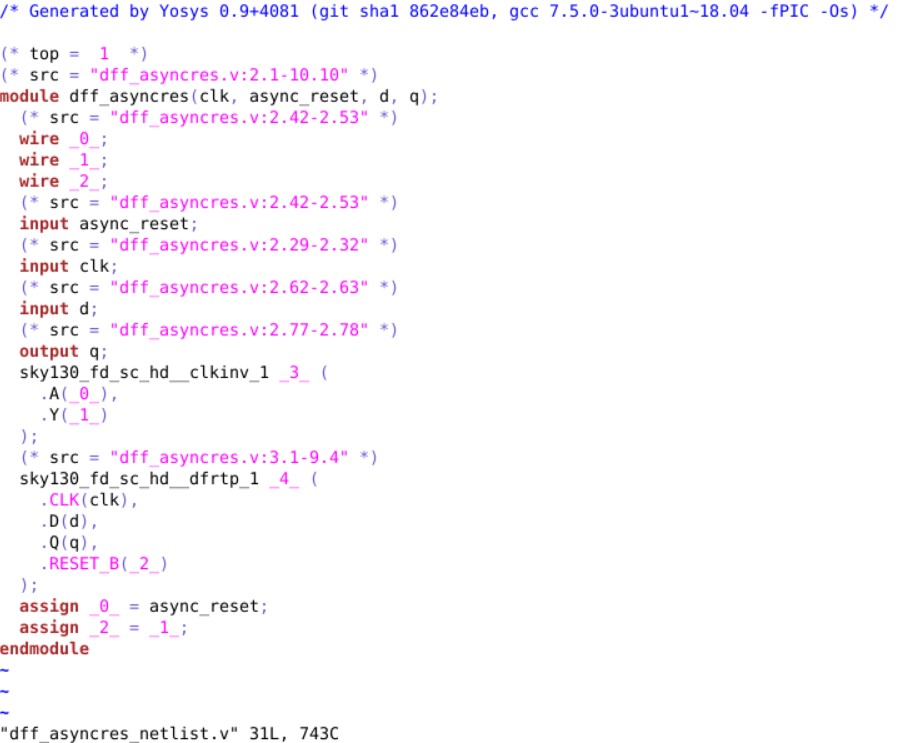 /* Generated by Yosys 0.9+4081 (git sha1 862e84eb, gcc 7.5.0-3ubuntu1~18.04 -fPIC -Os) */
(* top =  1  *)
(* src = "dff_asyncres.v:2.1-10.10" *)
module dff_asyncres(clk, async_reset, d, q);
  (* src = "dff_asyncres.v:2.42-2.53" *)
  wire _0_;
  wire _1_;
  wire _2_;
  (* src = "dff_asyncres.v:2.42-2.53" *)
  input async_reset;
  (* src = "dff_asyncres.v:2.29-2.32" *)
  input clk;
  (* src = "dff_asyncres.v:2.62-2.63" *)
  input d;
  (* src = "dff_asyncres.v:2.77-2.78" *)
  output q;
  sky130_fd_sc_hd__clkinv_1 _3_ (
    .A(_0_),
    .Y(_1_)
  );
  (* src = "dff_asyncres.v:3.1-9.4" *)
  sky130_fd_sc_hd__dfrtp_1 _4_ (
    .CLK(clk),
    .D(d),
    .Q(q),
    .RESET_B(_2_)
  );
  assign _0_ = async_reset;
  assign _2_ = _1_;
endmodule
~
~
~
"dff_asyncres_netlist.v" 31L, 743C